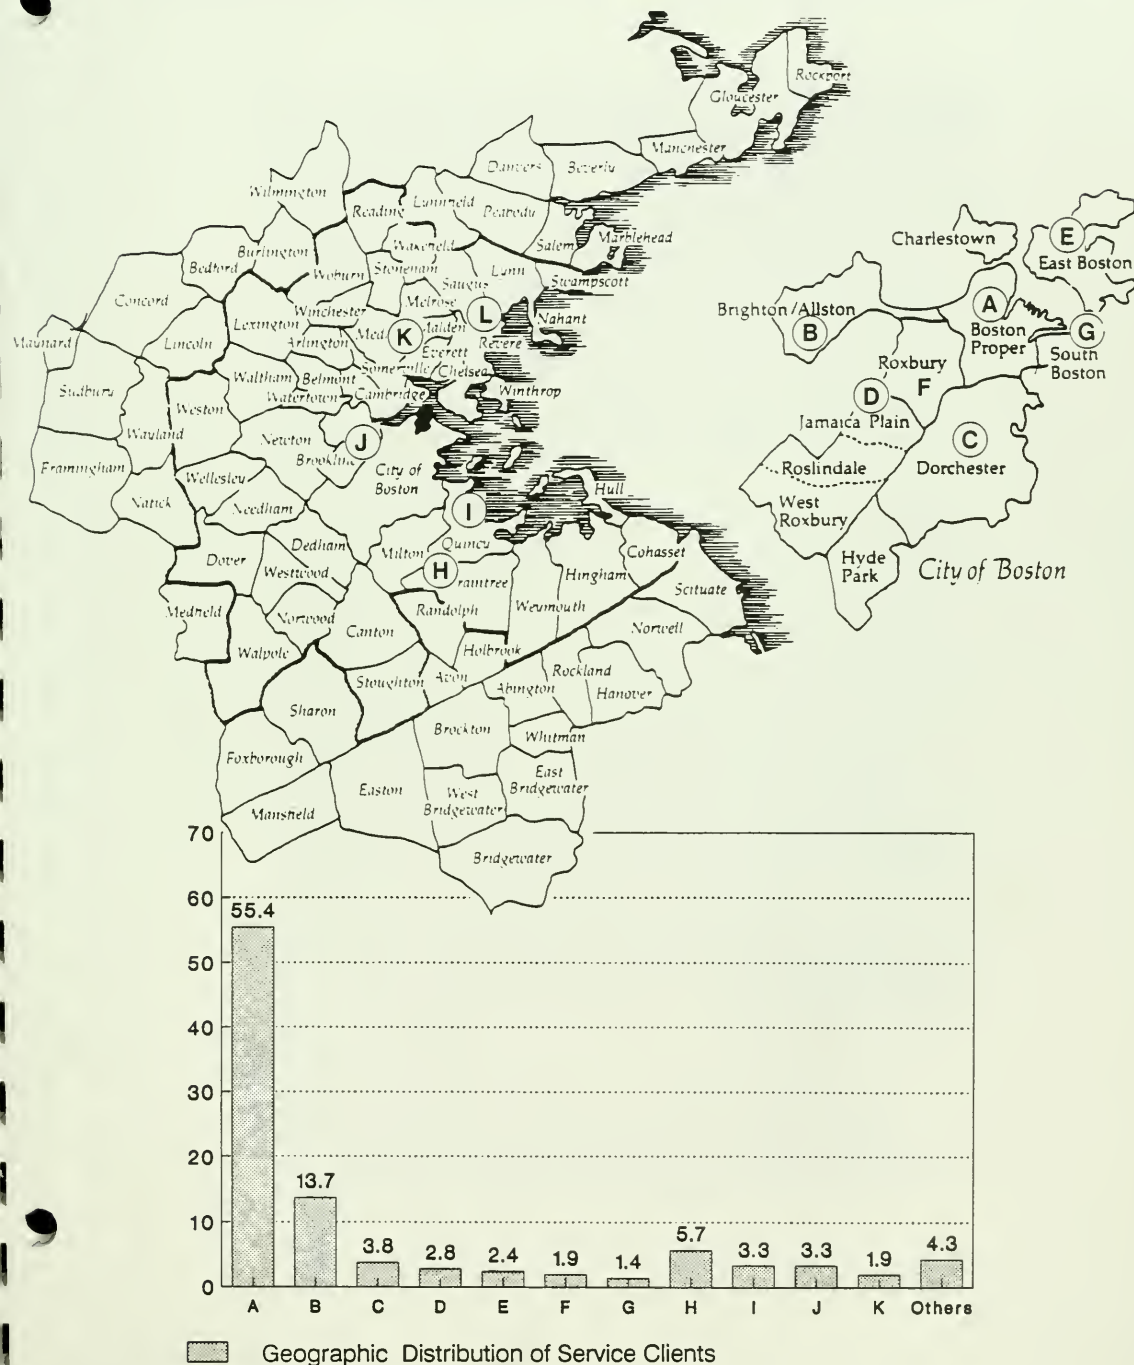 Rockport
Gloucester
Manchester
Danvers
Beverly
Wilmington
Lynnfield
Reading
Peabody
Wakefield
Salem
Marblehead
Burlington
Bedford
Woburn
Stoneham
Saugus
Lynn
Swampscott
Concord
Winchester
Melrose
L
Nahant
Lexington
Med
K
Malden
Maynard
Lincoln
Arlington
Everett
Revere
Somerville
Chelsea
Sudbury
Waltham
Belmont
Watertown
Cambridge
Winthrop
Weston
Wayland
Newton
J
Brookline
Framingham
City of
Boston
Wellesley
Natick
Needham
I
Hull
Dover
Dedham
Milton
Quincy
Cohasset
Westwood
H
raintree
Hingham
Scituate
Medfield
Norwood
Randolph
Weymouth
Canton
Norwell
Walpole
Holbrook
Stoughton
Avon
Rockland
Abington
Hanover
Sharon
Brockton
Whitman
Foxborough
East
Bridgewater
Easton
West
Bridgewater
Mansfield
Bridgewater
Charlestown
E
East Boston
Brighton/Allston
B
A
Boston
Proper
G
South
Boston
Roxbury
D
F
Jamaica Plain
C
Roslindale
Dorchester
West
Roxbury
Hyde
Park
City of Boston
70
60
50
40
30
20
10
0
55.4
13.7
3.8
2.8
2.4
1.9
1.4
5.7
3.3
3.3
1.9
4.3
A B C D E F G H I J K Others
Geographic Distribution of Service Clients